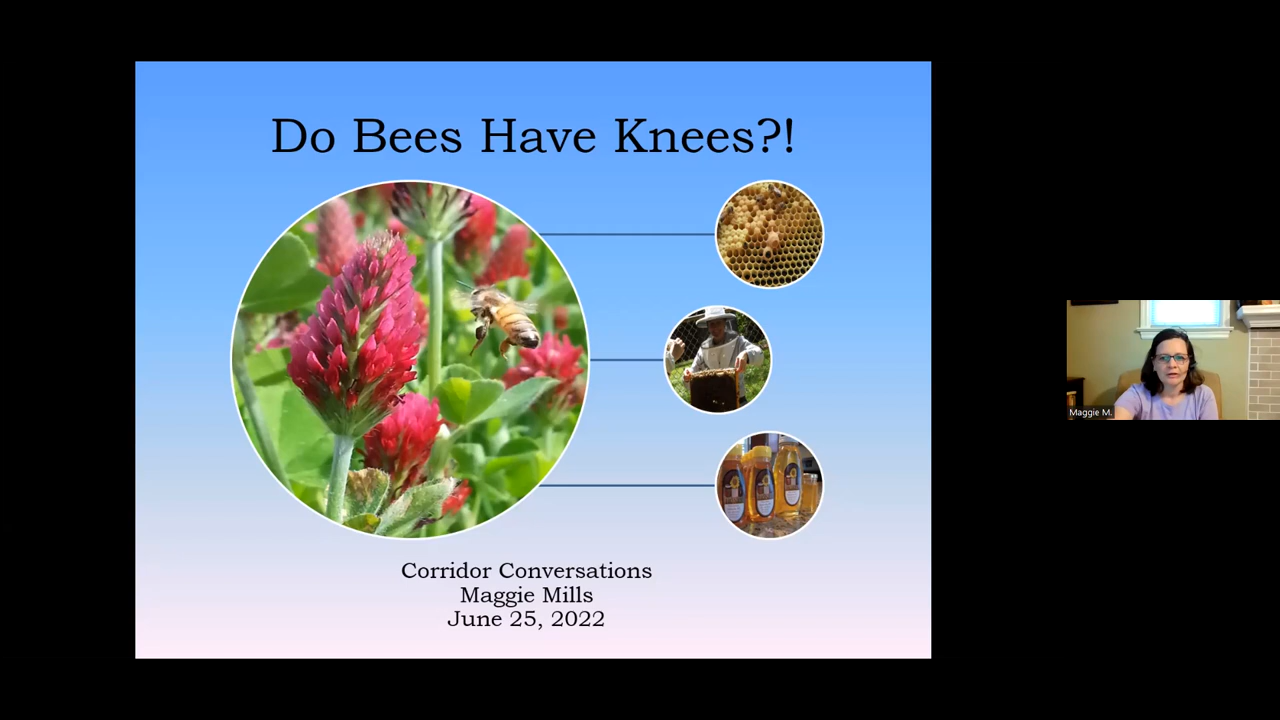 Do Bees Have Knees?!
Corridor Conversations
Maggie Mills
June 25, 2022
Maggie M.